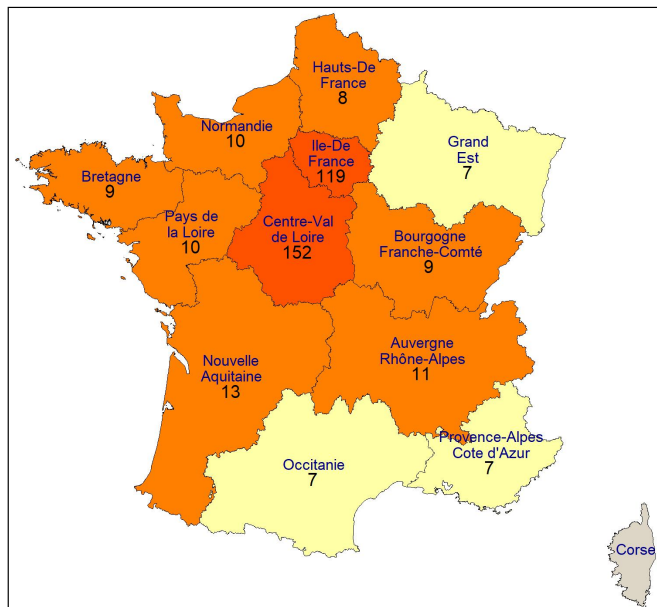 Hauts-De
France
8
Normandie
10
Ile-De
France
119
Grand
Est
7
Bretagne
9
Pays de
la Loire
10
Centre-Val
de Loire
152
Bourgogne
Franche-Comté
9
Nouvelle
Aquitaine
13
Auvergne
Rhône-Alpes
11
Provence-Alpes
Cote d'Azur
7
Occitanie
7
Corse